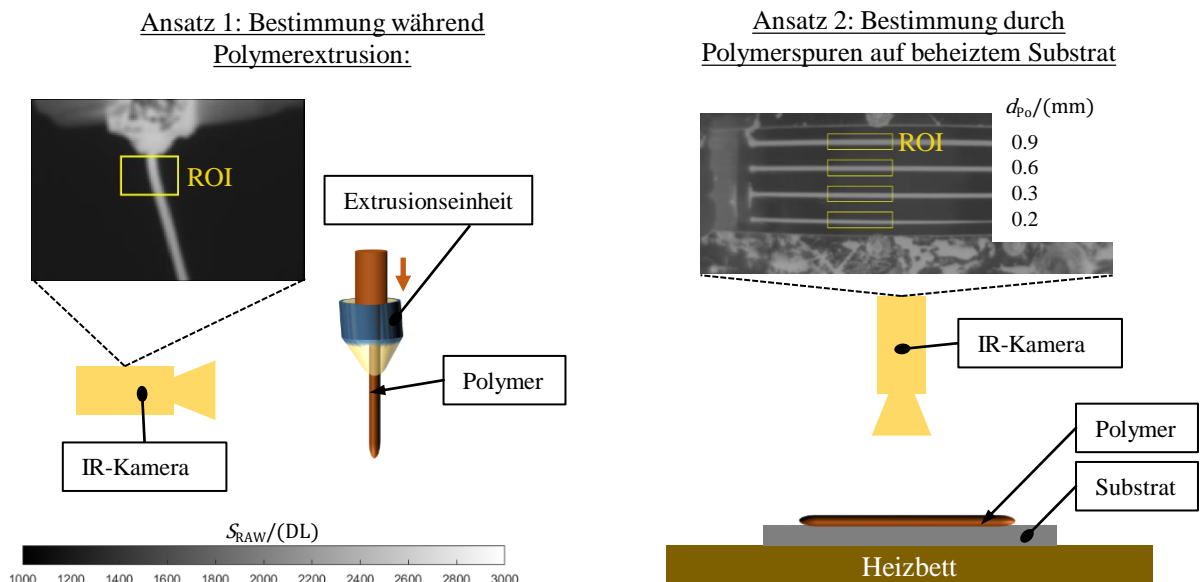 Ansatz 1: Bestimmung während
Polymerextrusion:
ROI
Extrusionseinheit
Polymer
IR-Kamera
S_RAW/(DL)
1000 1200 1400 1600 1800 2000 2200 2400 2600 2800 3000
Ansatz 2: Bestimmung durch
Polymerspuren auf beheiztem Substrat
d_Po/(mm)
ROI
0.9
0.6
0.3
0.2
IR-Kamera
Polymer
Substrat
Heizbett